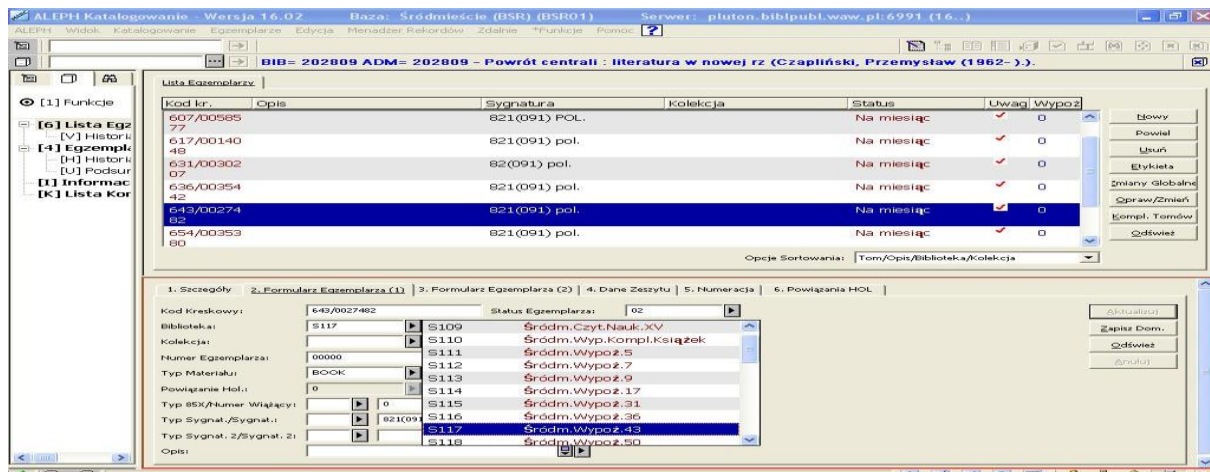 ALEPH Katalogowanie - Wersja 16.02 Baza: Śródmieście (BSR) (BSR01) Serwer: pluton.biblpubl.waw.pl:6991 (16..)
ALEPH Widok Katalogowanie Egzemplarze Edycja Menadżer Rekordów Zdalnie *Funkcje Pomoc ?
BIB= 202809 ADM= 202809 - Powrót centrali : literatura w nowej rz (Czapliński, Przemysław (1962- ).).
Lista Egzemplarzy
[1] Funkcje
[6] Lista Egz
[V] Histori
[4] Egzempl
[H] Histori
[U] Podsur
[I] Informac
[K] Lista Kor
Kod kr. Opis Sygnatura Kolekcja Status Uwag Wypoż
607/00585 821(091) POL. Na miesiąc 0
77
617/00140 821(091) pol. Na miesiąc 0
48
631/00302 82(091) pol. Na miesiąc 0
07
636/00354 821(091) pol. Na miesiąc 0
42
643/00274 821(091) pol. Na miesiąc 0
82
654/00353 821(091) pol. Na miesiąc 0
80
Nowy
Powiel
Usuń
Etykieta
Zmiany Globalne
Opraw/Zmień
Kompl. Tomów
Odśwież
Opcje Sortowania: Tom/Opis/Biblioteka/Kolekcja
1. Szczegóły 2. Formularz Egzemplarza (1) 3. Formularz Egzemplarza (2) 4. Dane Zeszytu 5. Numeracja 6. Powiązania HOL
Kod Kreskowy: 643/0027482 Status Egzemplarza: 02
Biblioteka: S117
Kolekcja:
Numer Egzemplarza: 00000
Typ Materiału: BOOK
Powiązanie Hol.: 0
Typ 85X/Numer Wiążący: 0
Typ Sygnat./Sygnat.: 821(091
Typ Sygnat. 2/Sygnat. 2:
Opis:
S109 Śródm.Czyt.Nauk.XV
S110 Śródm.Wyp.Kompl.Książek
S111 Śródm.Wypoż.5
S112 Śródm.Wypoż.7
S113 Śródm.Wypoż.9
S114 Śródm.Wypoż.17
S115 Śródm.Wypoż.31
S116 Śródm.Wypoż.36
S117 Śródm.Wypoż.43
S118 Śródm.Wypoż.50
Aktualizuj
Zapisz Dom.
Odśwież
Anuluj